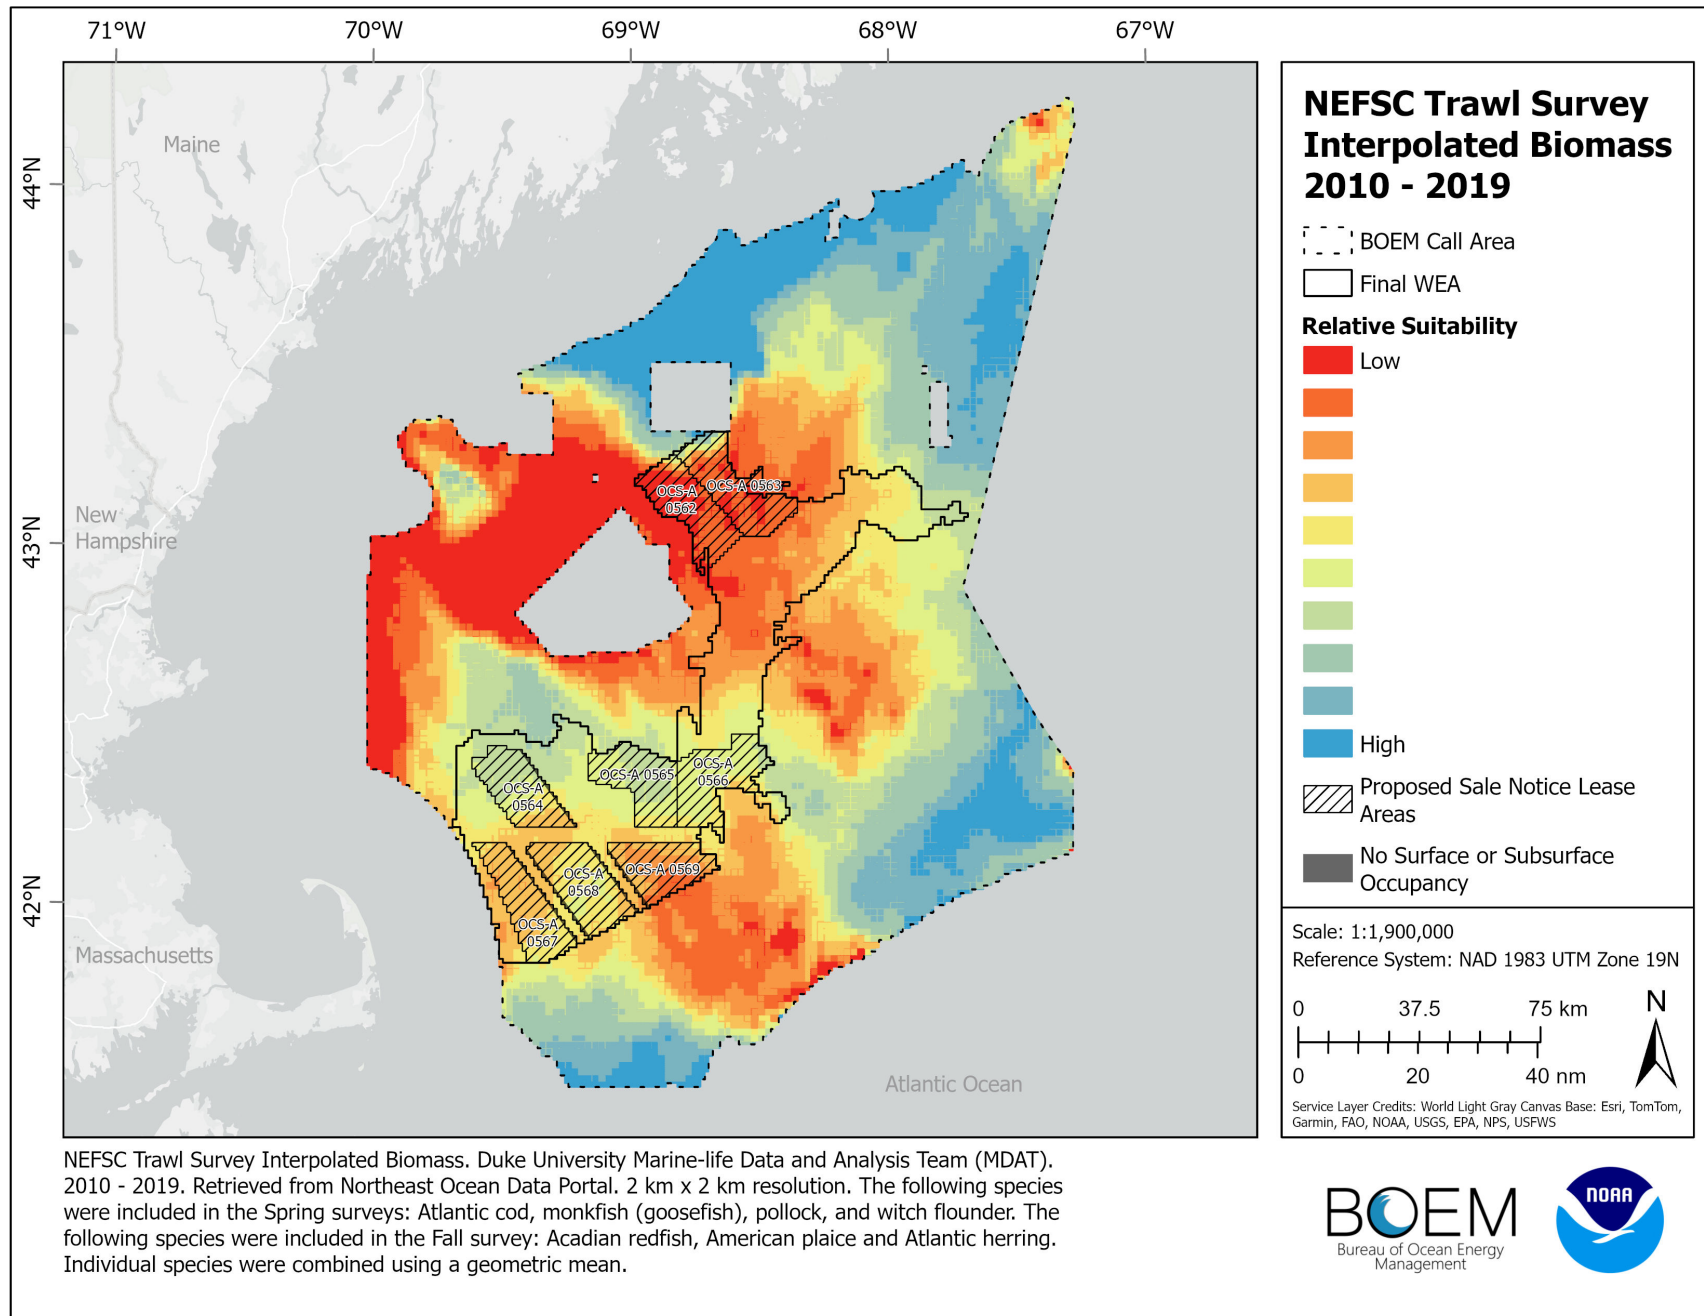 71°W 70°W 69°W 68°W 67°W
44°N
43°N
42°N
Maine
New
Hampshire
Massachusetts
Atlantic Ocean
OCS-A
0562
OCS-A 0563
OCS-A
0564
OCS-A 0565
OCS-A
0566
OCS-A
0567
OCS-A
0568
OCS-A 0569
NEFSC Trawl Survey
Interpolated Biomass
2010 - 2019
BOEM Call Area
Final WEA
Relative Suitability
Low
High
Proposed Sale Notice Lease
Areas
No Surface or Subsurface
Occupancy
Scale: 1:1,900,000
Reference System: NAD 1983 UTM Zone 19N
0 37.5 75 km
N
0 20 40 nm
Service Layer Credits: World Light Gray Canvas Base: Esri, TomTom,
Garmin, FAO, NOAA, USGS, EPA, NPS, USFWS
NEFSC Trawl Survey Interpolated Biomass. Duke University Marine-life Data and Analysis Team (MDAT).
2010 - 2019. Retrieved from Northeast Ocean Data Portal. 2 km x 2 km resolution. The following species
were included in the Spring surveys: Atlantic cod, monkfish (goosefish), pollock, and witch flounder. The
following species were included in the Fall survey: Acadian redfish, American plaice and Atlantic herring.
Individual species were combined using a geometric mean.
BOEM
Bureau of Ocean Energy
Management
NOAA